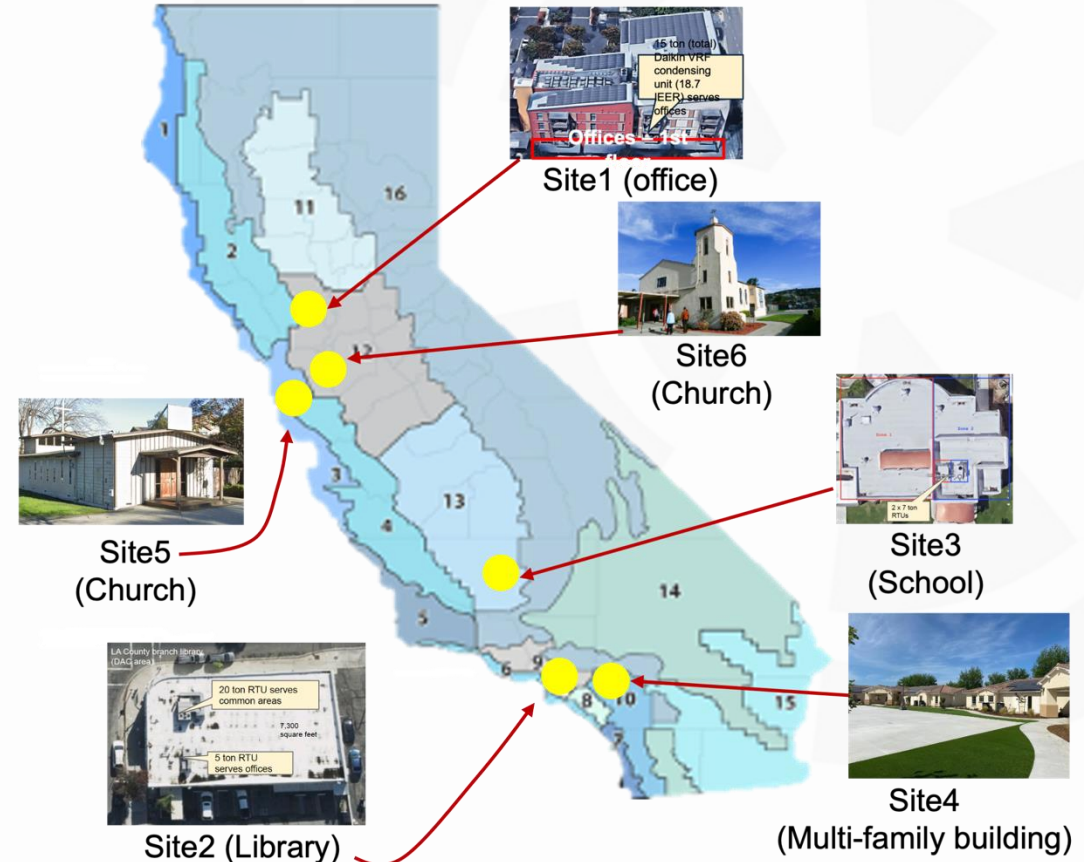 15 ton (total)
Daikin VRF
condensing
unit (18.7
IEER) serves
offices
Offices – 1st
floor
Site1 (office)
1
16
11
2
Site6
(Church)
12
2 x 7 ton
RTUs
Site3
(School)
3
13
4
Site5
(Church)
14
5
LA County branch library
(DAC area)
20 ton RTU serves
common areas
7,300
square feet
5 ton RTU
serves offices
6
9
8
10
15
7
Site4
(Multi-family building)
Site2 (Library)